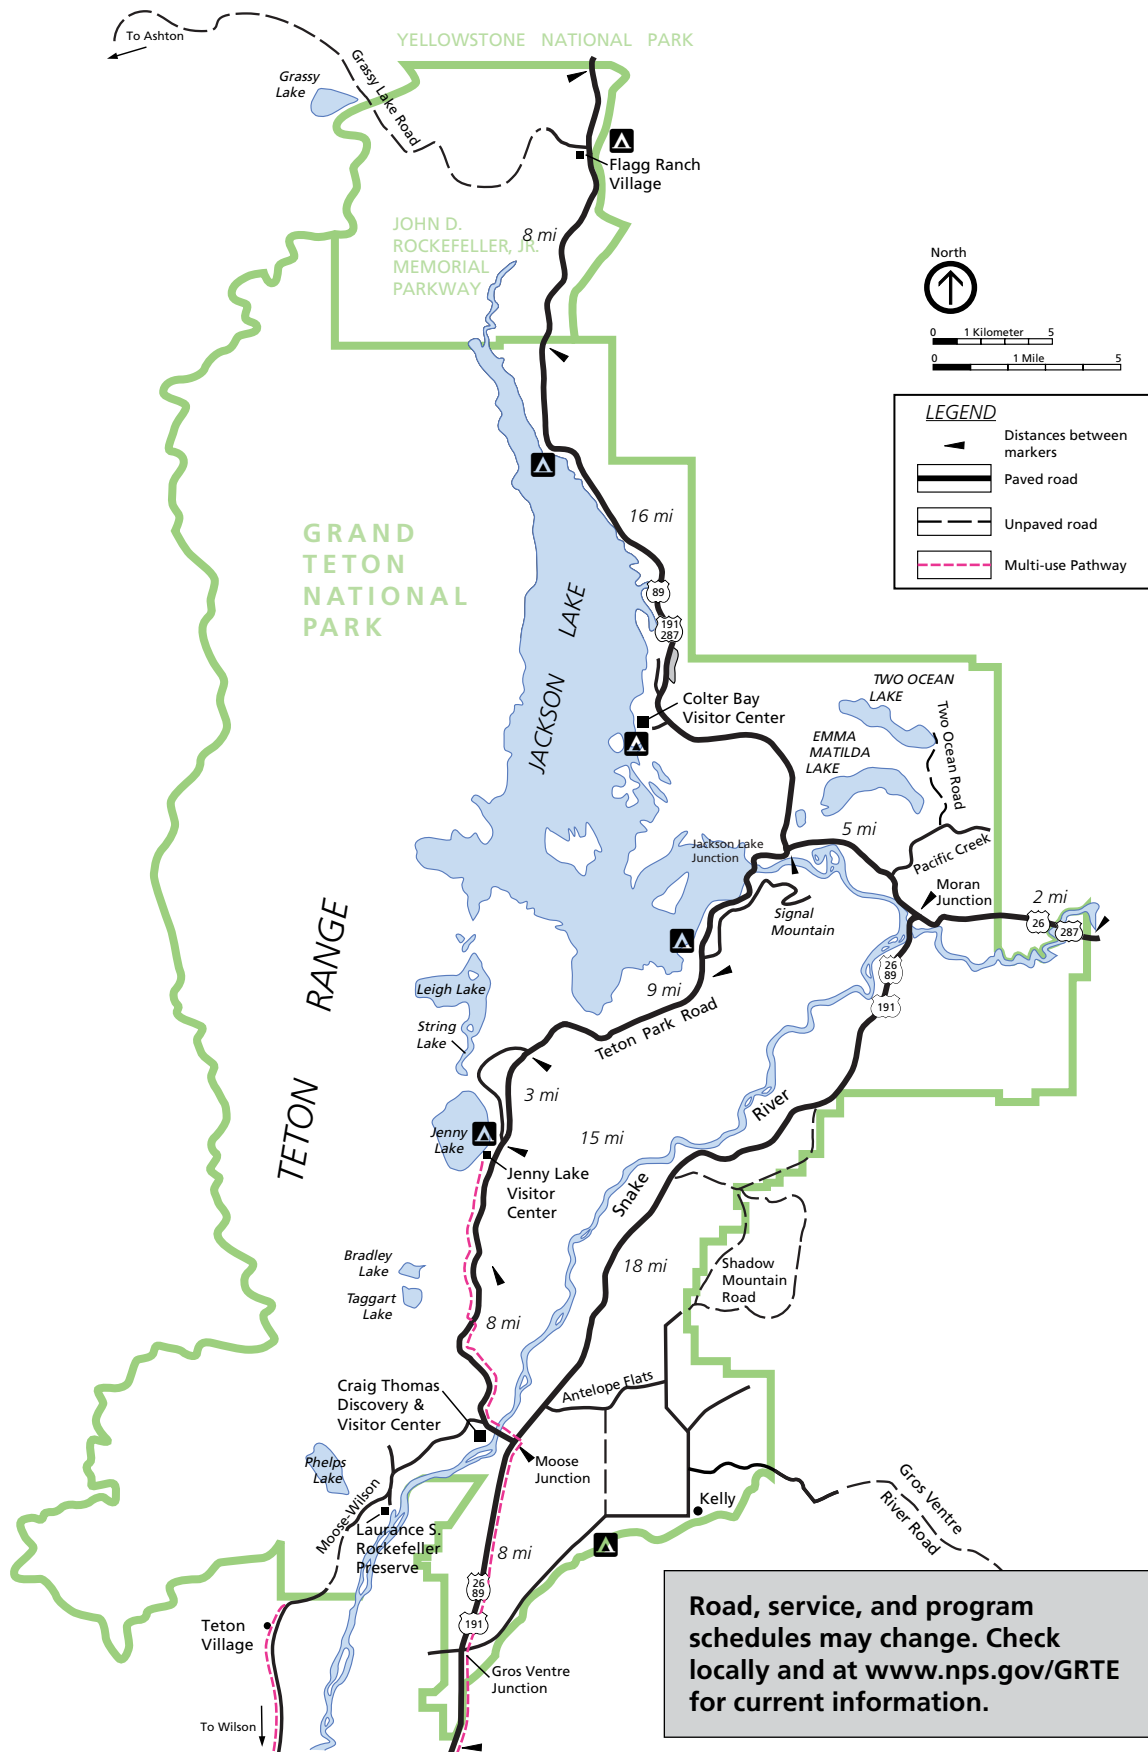 To Ashton
YELLOWSTONE NATIONAL PARK
Grassy
Lake
Grassy Lake Road
Flagg Ranch
Village
JOHN D.
ROCKEFELLER, JR.
MEMORIAL
PARKWAY
8 mi
North
0 1 Kilometer 5
0 1 Mile 5
LEGEND
Distances between
markers
Paved road
Unpaved road
Multi-use Pathway
16 mi
GRAND
TETON
NATIONAL
PARK
89
191
287
JACKSON LAKE
TWO OCEAN
LAKE
Colter Bay
Visitor Center
EMMA
MATILDA
LAKE
Two Ocean Road
5 mi
Jackson Lake
Junction
Pacific Creek
Moran
Junction
2 mi
26
287
Signal
Mountain
TETON RANGE
26
89
191
Leigh Lake
9 mi
String
Lake
Teton Park Road
3 mi
Jenny
Lake
15 mi
Snake River
Jenny Lake
Visitor
Center
Bradley
Lake
Taggart
Lake
18 mi
Shadow
Mountain
Road
8 mi
Craig Thomas
Discovery &
Visitor Center
Antelope Flats
Moose
Junction
Phelps
Lake
Moose-Wilson
Kelly
Gros Ventre
River Road
Laurance S.
Rockefeller
Preserve
8 mi
26
89
191
Teton
Village
Gros Ventre
Junction
To Wilson
Road, service, and program
schedules may change. Check
locally and at www.nps.gov/GRTE
for current information.